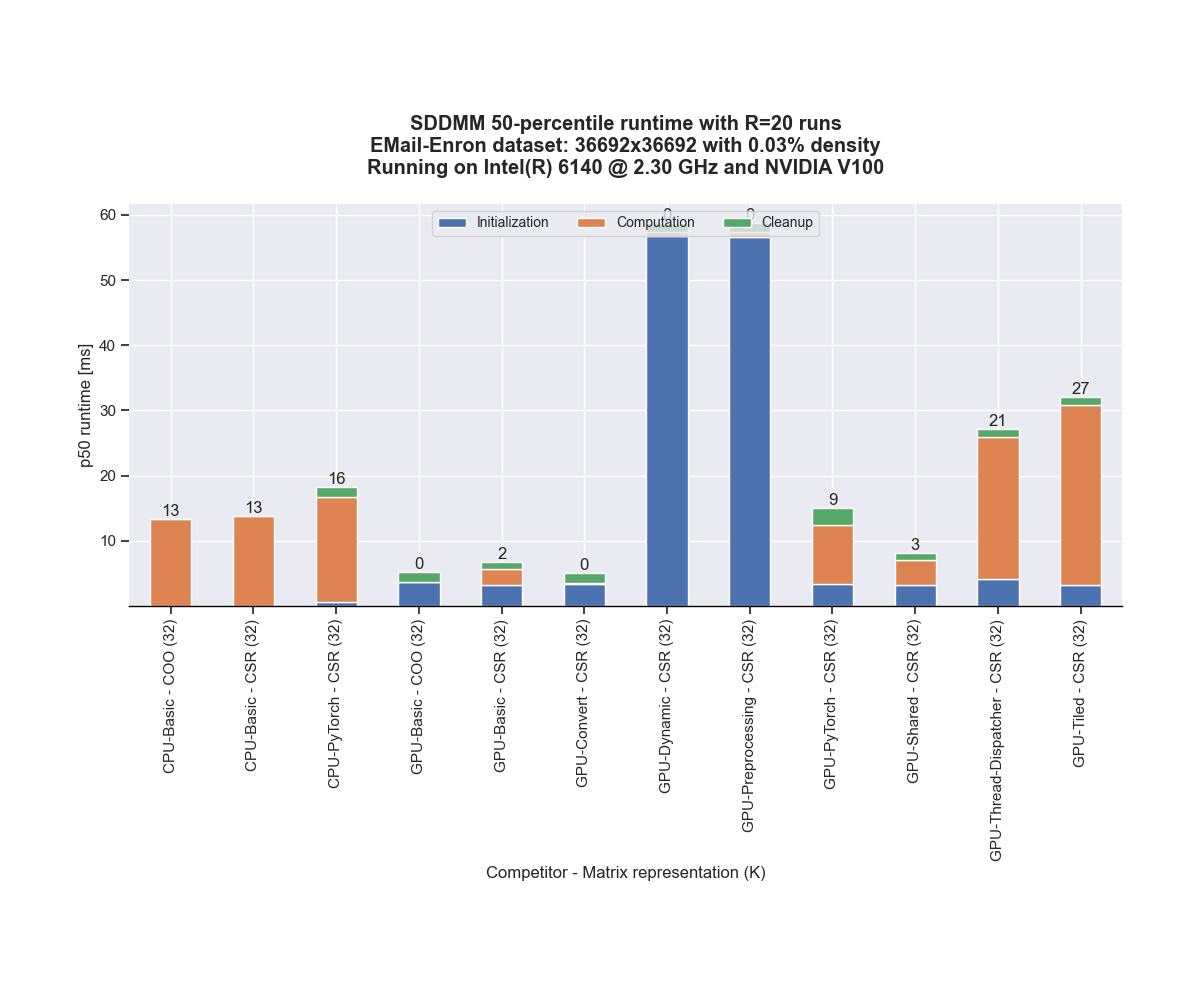 SDDMM 50-percentile runtime with R=20 runs
EMail-Enron dataset: 36692x36692 with 0.03% density
Running on Intel(R) 6140 @ 2.30 GHz and NVIDIA V100
Initialization Computation Cleanup
p50 runtime [ms]
60
50
40
30
20
10
13
13
16
0
2
0
0
0
9
3
21
27
CPU-Basic - COO (32)
CPU-Basic - CSR (32)
CPU-PyTorch - CSR (32)
GPU-Basic - COO (32)
GPU-Basic - CSR (32)
GPU-Convert - CSR (32)
GPU-Dynamic - CSR (32)
GPU-Preprocessing - CSR (32)
GPU-PyTorch - CSR (32)
GPU-Shared - CSR (32)
GPU-Thread-Dispatcher - CSR (32)
GPU-Tiled - CSR (32)
Competitor - Matrix representation (K)